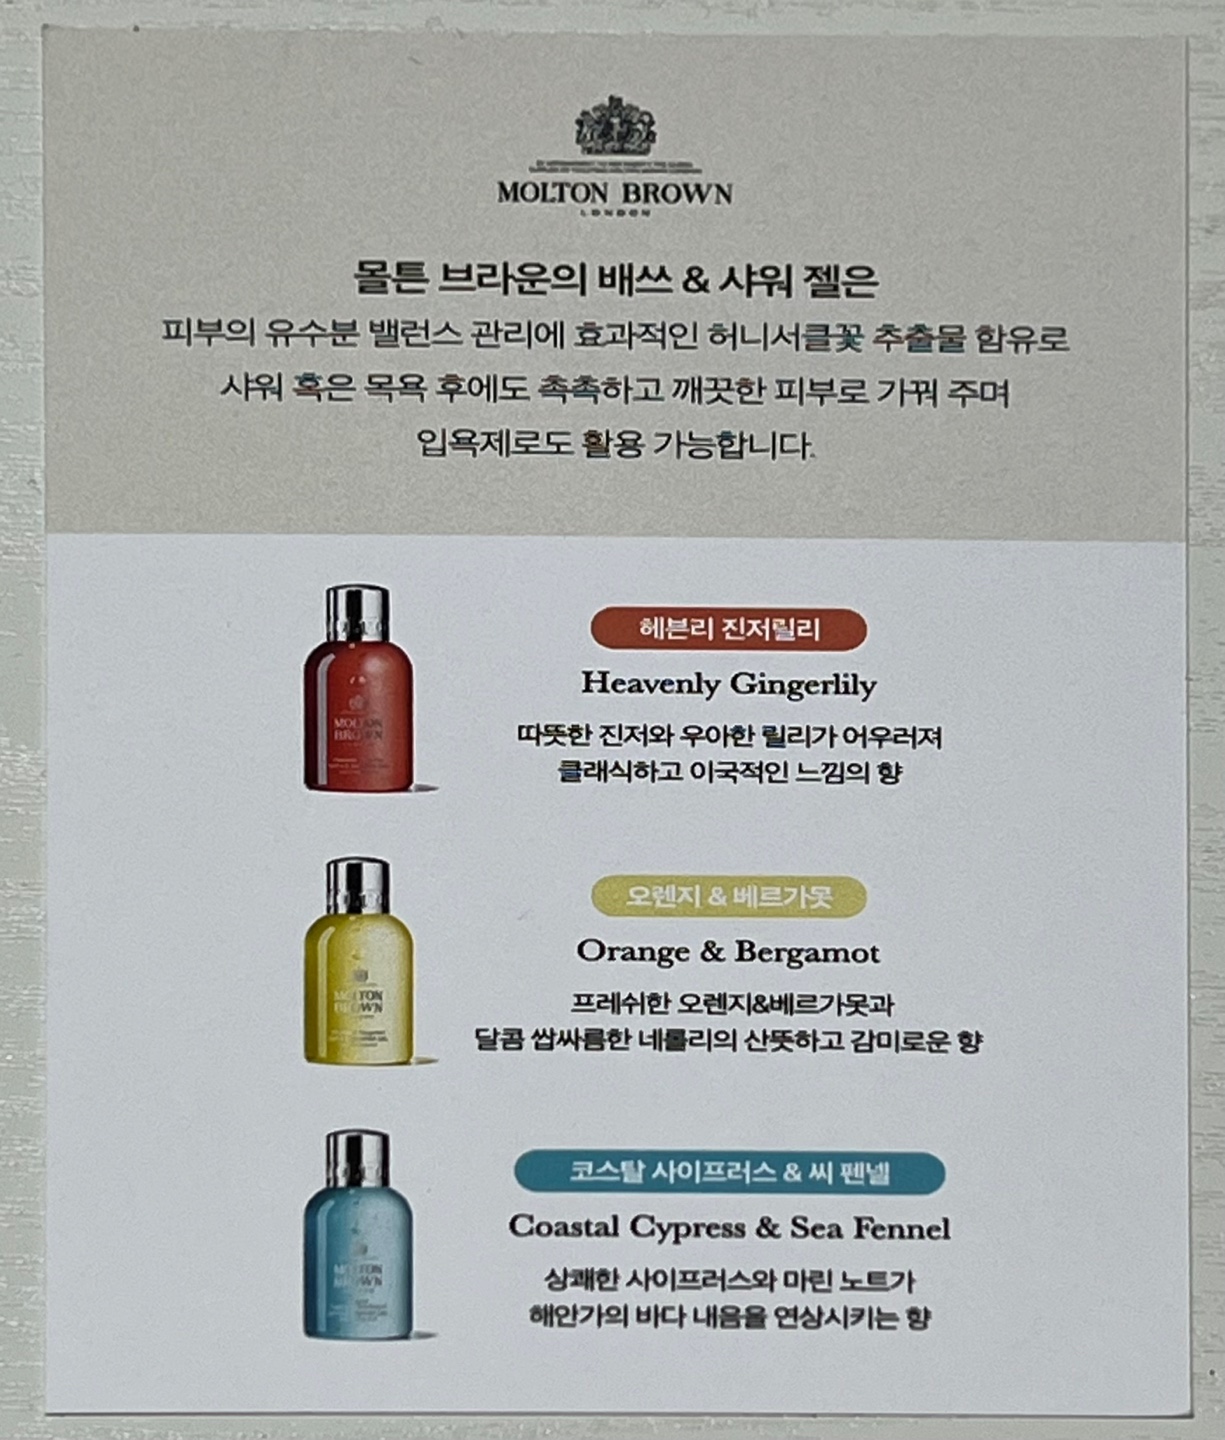 MOLTON BROWN
LONDON
몰튼 브라운의 배쓰 & 샤워 젤은
피부의 유수분 밸런스 관리에 효과적인 허니서클꽃 추출물 함유로
샤워 혹은 목욕 후에도 촉촉하고 깨끗한 피부로 가꿔 주며
입욕제로도 활용 가능합니다.
MOLTON
BROWN
헤븐리 진저릴리
Heavenly Gingerlily
따뜻한 진저와 우아한 릴리가 어우러져
클래식하고 이국적인 느낌의 향
MOLTON
BROWN
오렌지 & 베르가못
Orange & Bergamot
프레쉬한 오렌지&베르가못과
달콤 쌉싸름한 네롤리의 산뜻하고 감미로운 향
MOLTON
BROWN
코스탈 사이프러스 & 씨 펜넬
Coastal Cypress & Sea Fennel
상쾌한 사이프러스와 마린 노트가
해안가의 바다 내음을 연상시키는 향